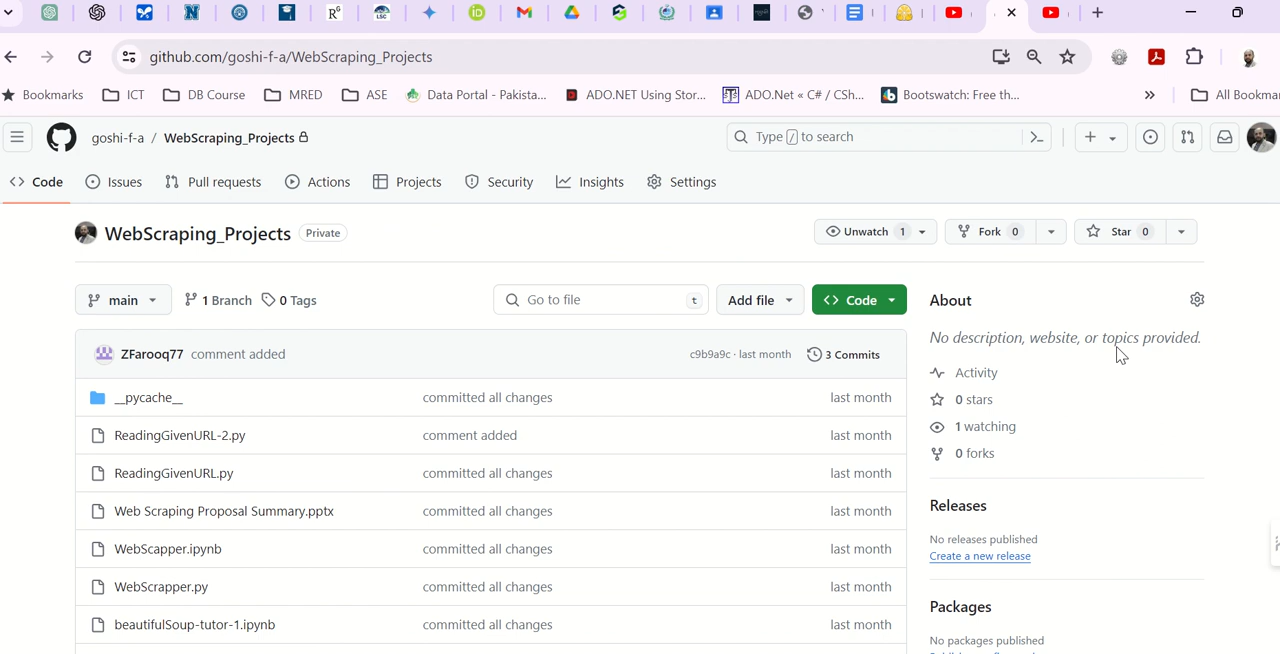 github.com/goshi-f-a/WebScraping_Projects
Bookmarks ICT DB Course MRED ASE Data Portal - Pakista... ADO.NET Using Stor... ADO.Net « C# / CSh... Bootswatch: Free th... » All Bookmar
goshi-f-a / WebScraping_Projects Type / to search
Code Issues Pull requests Actions Projects Security Insights Settings
WebScraping_Projects Private Unwatch 1 Fork 0 Star 0
main 1 Branch 0 Tags Go to file t Add file Code About
No description, website, or topics provided.
ZFarooq77 comment added c9b9a9c · last month 3 Commits
Activity
__pycache__ committed all changes last month
0 stars
1 watching
ReadingGivenURL-2.py comment added last month
0 forks
ReadingGivenURL.py committed all changes last month
Releases
Web Scraping Proposal Summary.pptx committed all changes last month
No releases published
WebScapper.ipynb committed all changes last month
Create a new release
WebScrapper.py committed all changes last month
Packages
beautifulSoup-tutor-1.ipynb committed all changes last month
No packages published